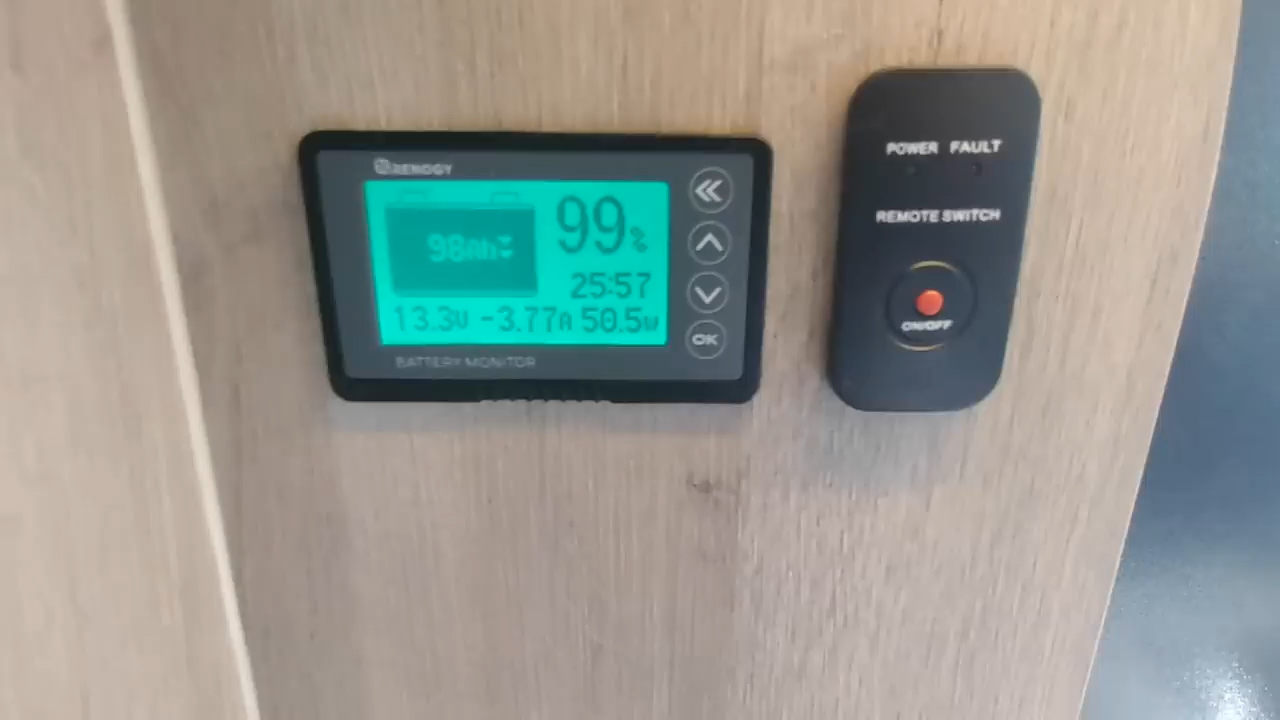 RENOGY
98Ah
99%
25:57
13.3V -3.77A 50.5W
OK
BATTERY MONITOR
POWER FAULT
REMOTE SWITCH
ON/OFF